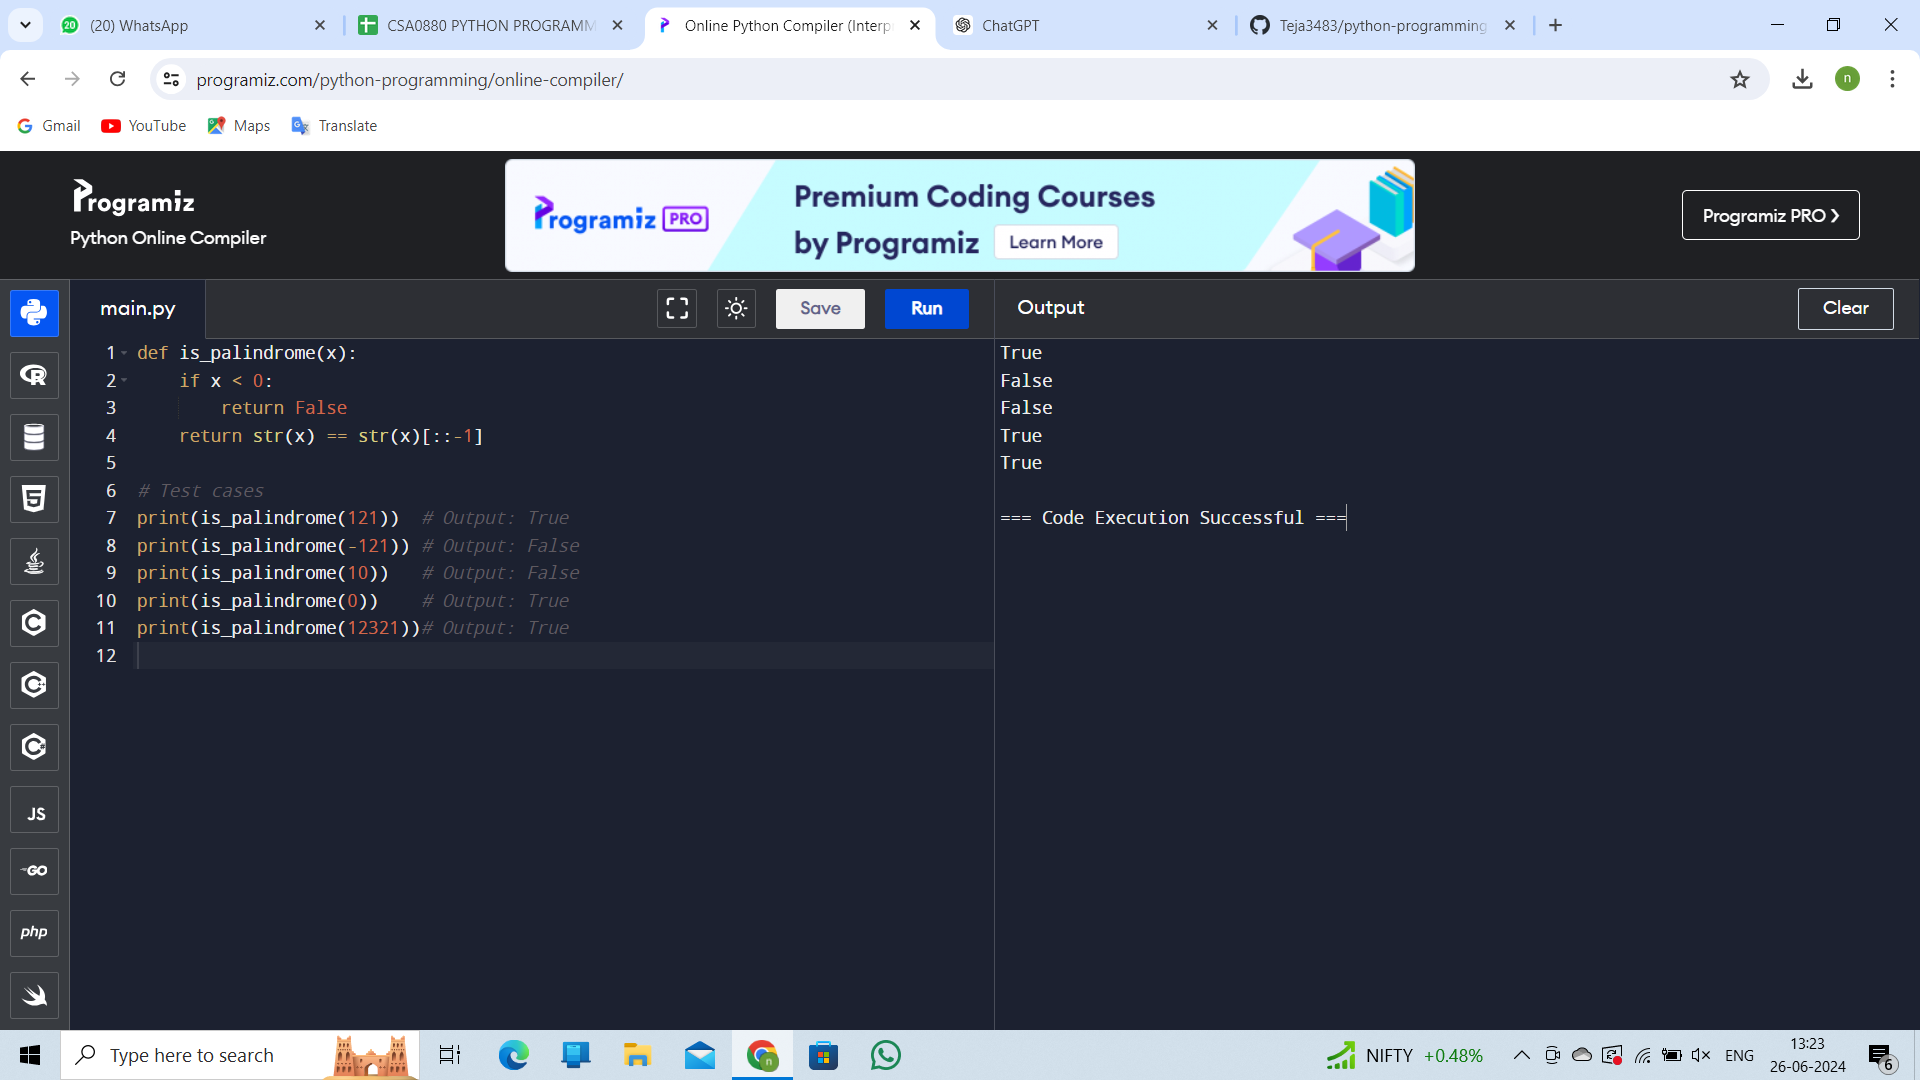 (20) WhatsApp
CSA0880 PYTHON PROGRAMM
Online Python Compiler (Interp
ChatGPT
Teja3483/python-programming
programiz.com/python-programming/online-compiler/
n
Gmail
YouTube
Maps
Translate
Programiz
Python Online Compiler
Programiz PRO
Premium Coding Courses
by Programiz
Learn More
Programiz PRO ❯
main.py
Save
Run
Output
Clear
1 def is_palindrome(x):
2     if x < 0:
3         return False
4     return str(x) == str(x)[::-1]
5
6 # Test cases
7 print(is_palindrome(121))  # Output: True
8 print(is_palindrome(-121)) # Output: False
9 print(is_palindrome(10))   # Output: False
10 print(is_palindrome(0))    # Output: True
11 print(is_palindrome(12321))# Output: True
12
True
False
False
True
True
=== Code Execution Successful ===
JS
GO
php
Type here to search
NIFTY +0.48%
ENG
13:23
26-06-2024
6